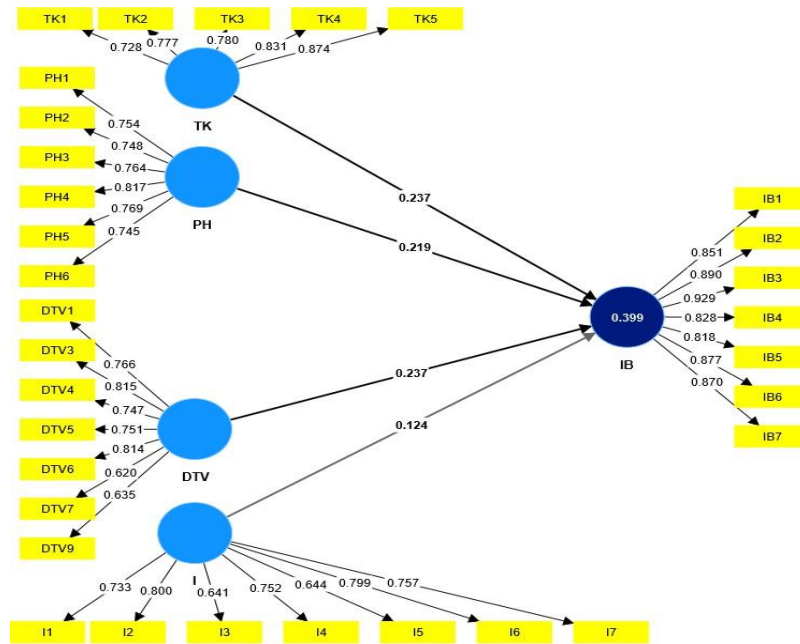 TK1 TK2 TK3 TK4 TK5
0.728 0.777 0.780 0.831 0.874
TK
PH1
PH2
PH3
PH4
PH5
PH6
0.754
0.748
0.764
0.817
0.769
0.745
PH
0.237
0.219
0.237
0.124
DTV1
DTV3
DTV4
DTV5
DTV6
DTV7
DTV9
0.766
0.815
0.747
0.751
0.814
0.620
0.635
DTV
0.399
IB
0.851
0.890
0.929
0.828
0.818
0.877
0.870
IB1
IB2
IB3
IB4
IB5
IB6
IB7
I
0.733 0.800 0.641 0.752 0.644 0.799 0.757
I1 I2 I3 I4 I5 I6 I7